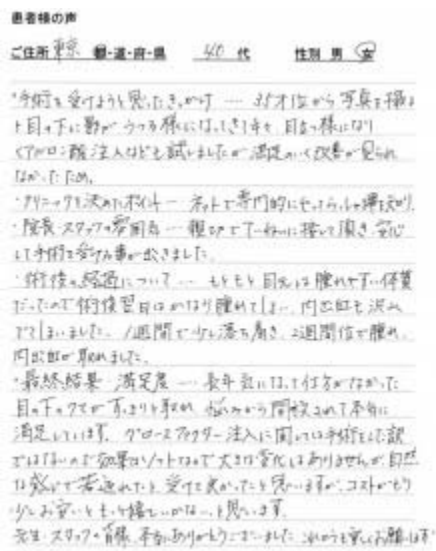 患者様の声
ご住所 東京 都・道・府・県 40 代 性別 男 女
・手術を受けようと思ったきっかけ … 35才位から写真を撮る
と目の下に影がうつる様になってきて年々目立つ様になり
ヒアルロン酸注入なども試しましたが満足のいく改善が見られ
なかったため。
・クリニックを決めたポイント … ネットで専門的にやってらっしゃる
・院長・スタッフの雰囲気 … 親切で丁寧に接して頂き、安心
して手術を受ける事が出来ました。
・術後の経過について … もともと目元は腫れやすい体質
だったので術後翌日はかなり腫れてしまい、内出血も沢山
でてしまいました。1週間で少し落ち着き、2週間位で腫れ、
内出血が取れました。
・最終結果・満足度 … 長年気になって仕方がなかった
目の下のクマがすっきり取れ、悩みから開放されて本当に
満足しています。グロースファクター注入に関しては手術をした訳
ではないので効果はソフトなので大きな変化はありませんが、自然
な感じで若返れたし、受けて良かったと思いますが、コストがもう
少しお安いともっと嬉しいかな、と思います。
先生・スタッフの皆様、本当にありがとうございました。これからも宜しくお願いします